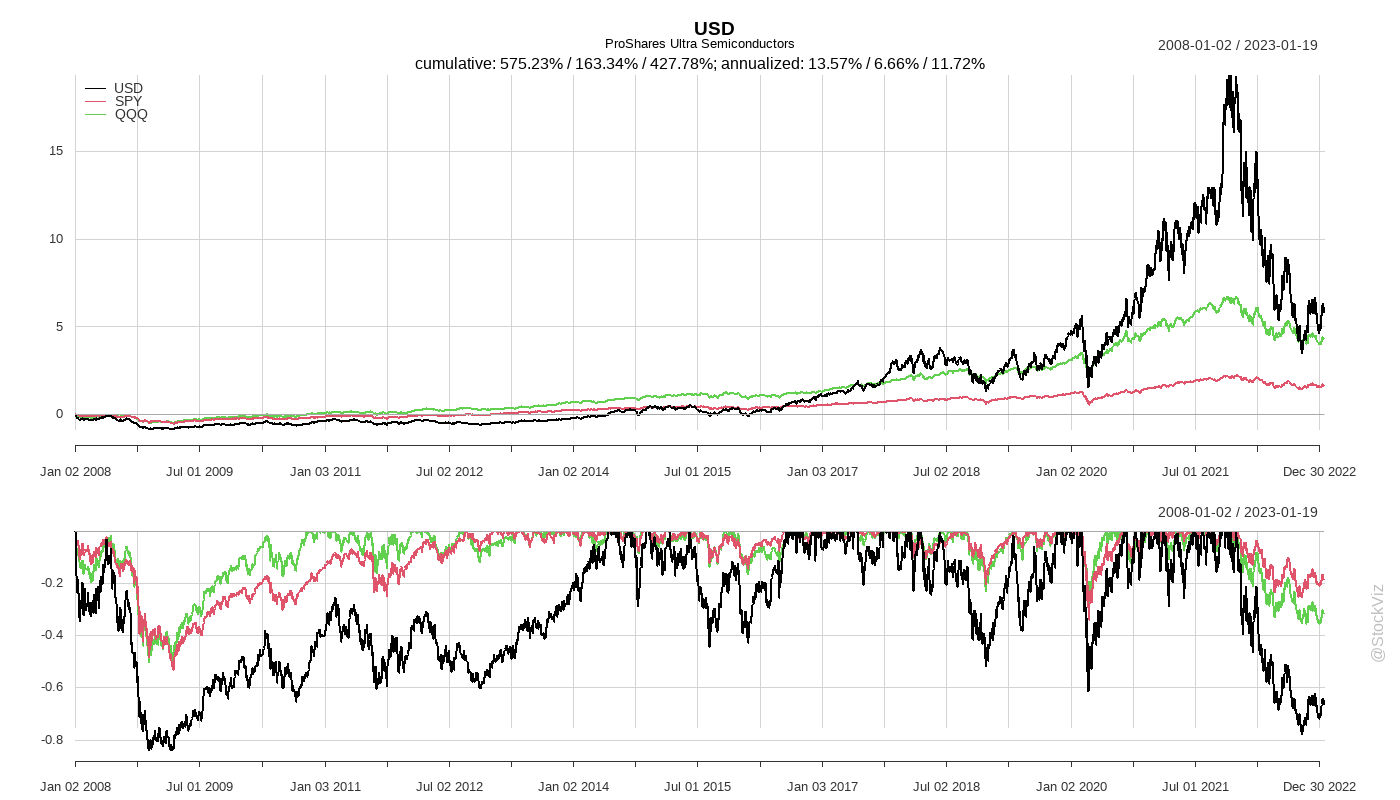 USD
ProShares Ultra Semiconductors
2008-01-02 / 2023-01-19
cumulative: 575.23% / 163.34% / 427.78%; annualized: 13.57% / 6.66% / 11.72%
USD
SPY
QQQ
15
10
5
0
Jan 02 2008 Jul 01 2009 Jan 03 2011 Jul 02 2012 Jan 02 2014 Jul 01 2015 Jan 03 2017 Jul 02 2018 Jan 02 2020 Jul 01 2021 Dec 30 2022
2008-01-02 / 2023-01-19
-0.2
-0.4
-0.6
-0.8
Jan 02 2008 Jul 01 2009 Jan 03 2011 Jul 02 2012 Jan 02 2014 Jul 01 2015 Jan 03 2017 Jul 02 2018 Jan 02 2020 Jul 01 2021 Dec 30 2022
@StockViz